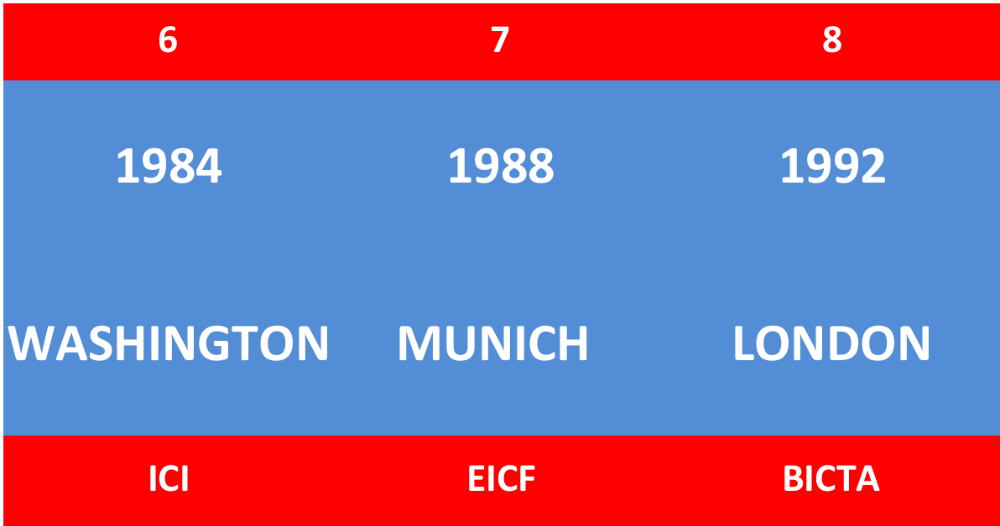 6 7 8
1984 1988 1992
WASHINGTON MUNICH LONDON
ICI EICF BICTA